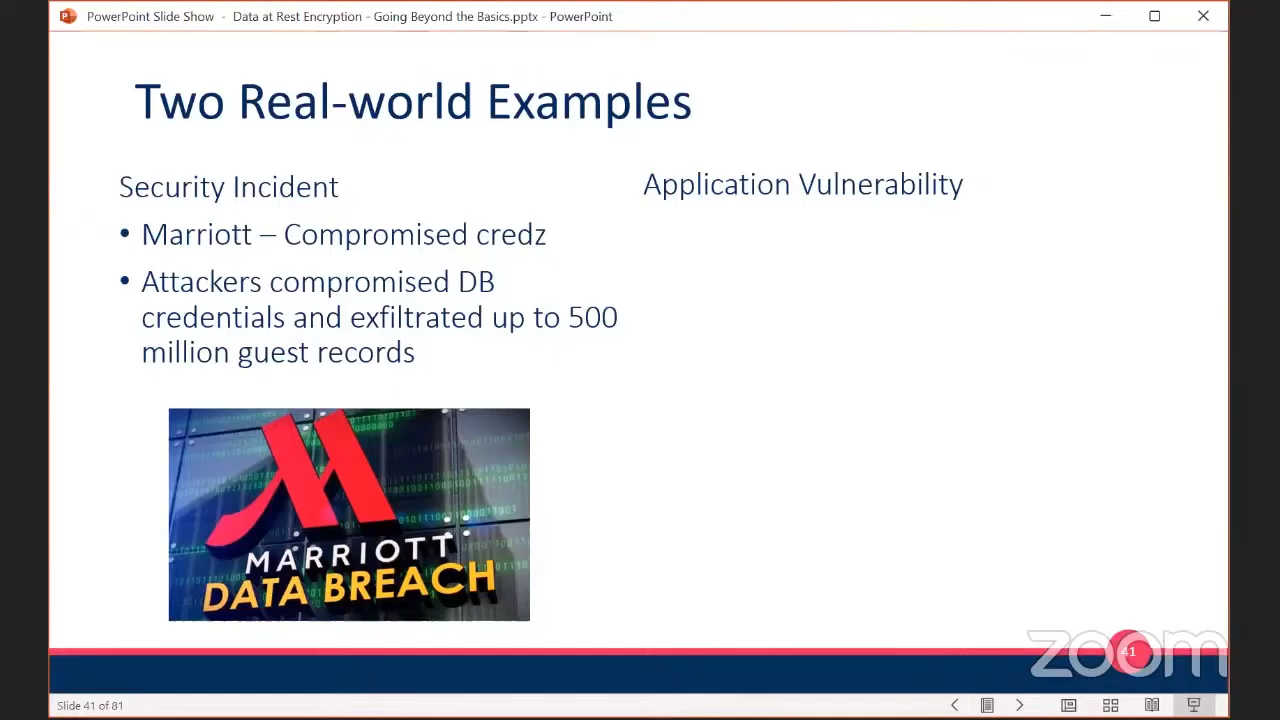 PowerPoint Slide Show - Data at Rest Encryption - Going Beyond the Basics.pptx - PowerPoint
Two Real-world Examples
Security Incident
• Marriott – Compromised credz
• Attackers compromised DB
credentials and exfiltrated up to 500
million guest records
MARRIOTT
DATA BREACH
Application Vulnerability
41
zoom
Slide 41 of 81